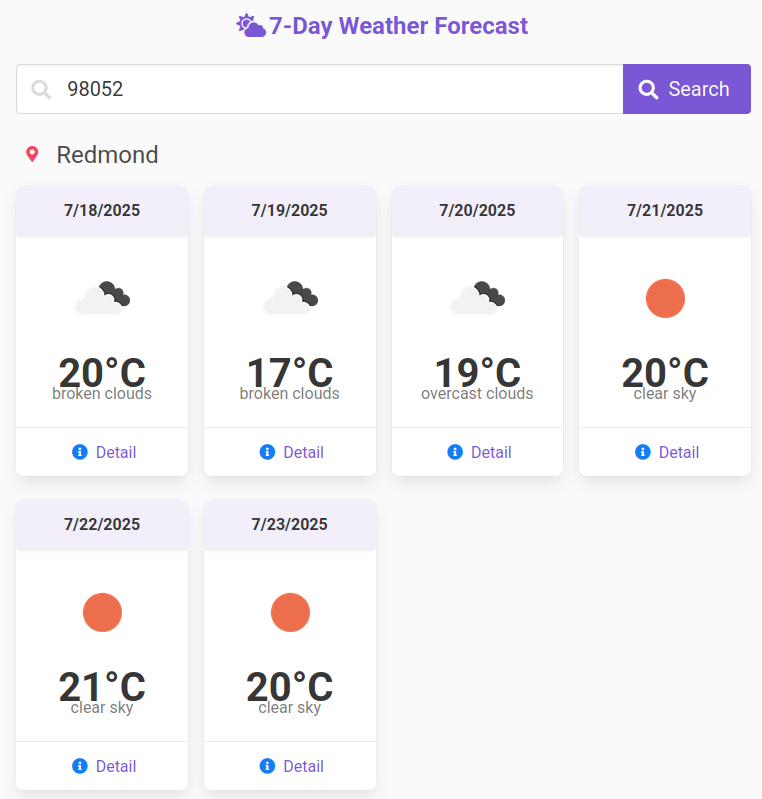 7-Day Weather Forecast
98052
Search
Redmond
7/18/2025
20°C
broken clouds
Detail
7/19/2025
17°C
broken clouds
Detail
7/20/2025
19°C
overcast clouds
Detail
7/21/2025
20°C
clear sky
Detail
7/22/2025
21°C
clear sky
Detail
7/23/2025
20°C
clear sky
Detail